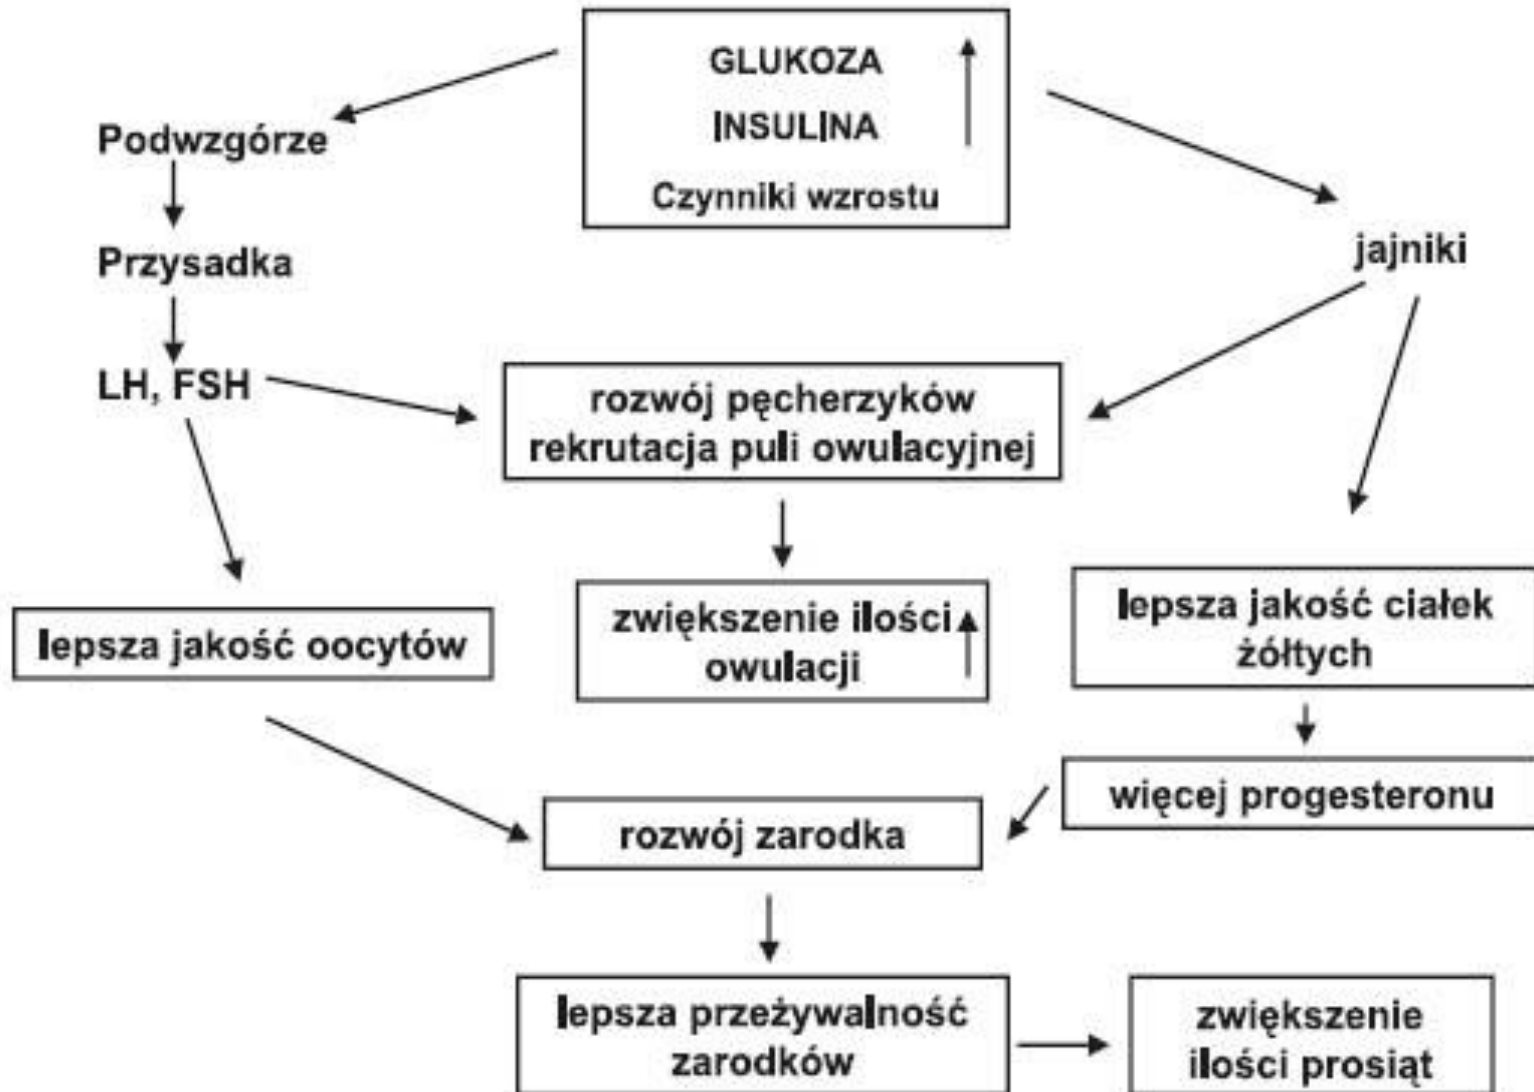 GLUKOZA
INSULINA
Czynniki wzrostu
Podwzgórze
Przysadka
LH, FSH
jajniki
rozwój pęcherzyków
rekrutacja puli owulacyjnej
lepsza jakość oocytów
zwiększenie ilości
owulacji
lepsza jakość ciałek
żółtych
więcej progesteronu
rozwój zarodka
lepsza przeżywalność
zarodków
zwiększenie
ilości prosiąt